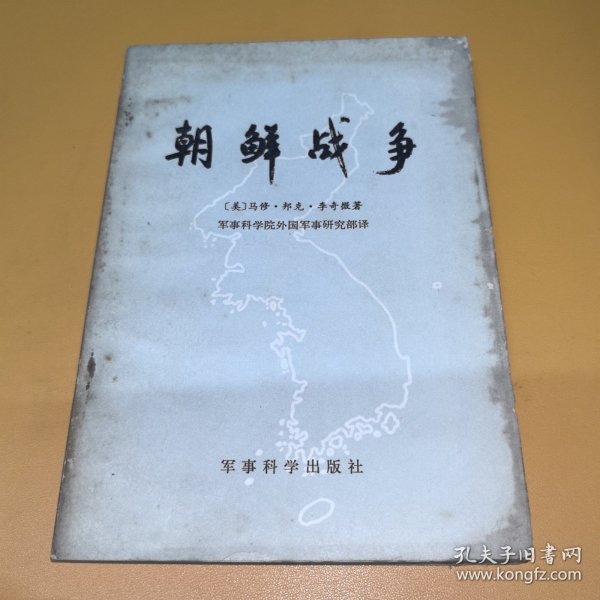 朝鲜战争
〔美〕马修·邦克·李奇微著
军事科学院外国军事研究部译
军事科学出版社
孔夫子旧书网
www.kongfz.com